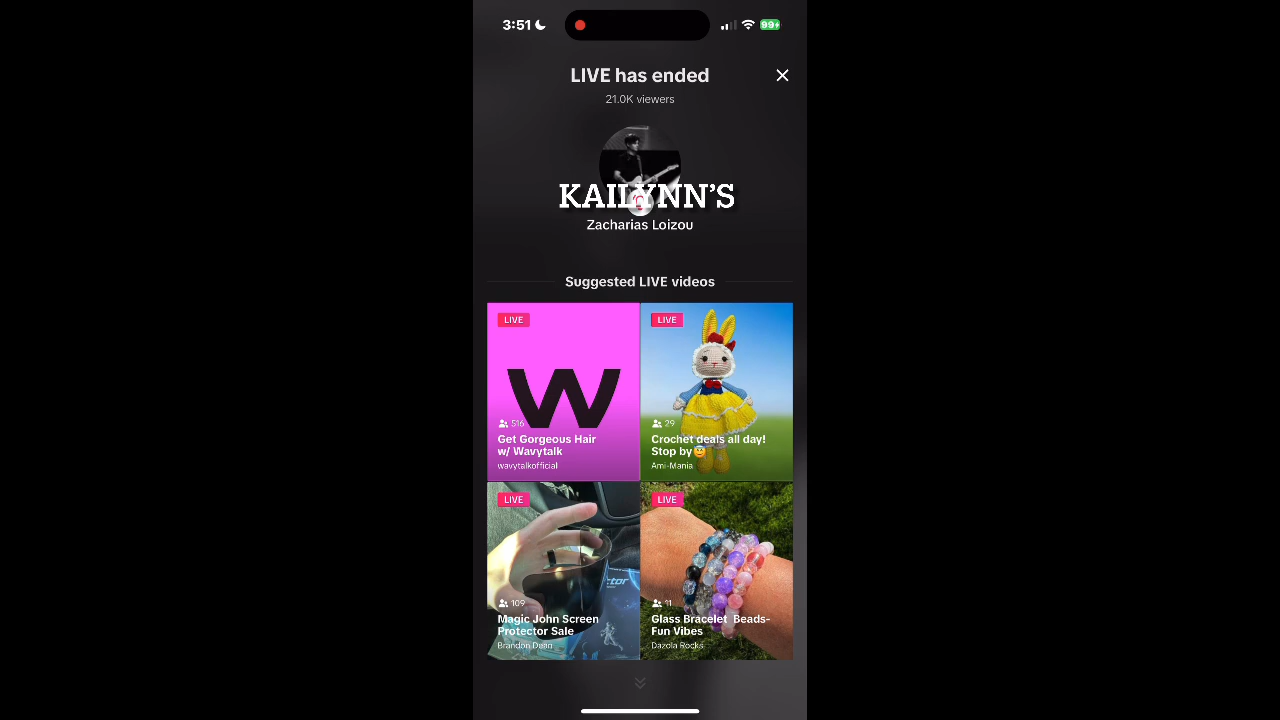 3:51
99+
LIVE has ended
21.0K viewers
KAILYNN'S
Zacharias Loizou
Suggested LIVE videos
LIVE
W
516
Get Gorgeous Hair
w/ Wavytalk
wavytalkofficial
LIVE
29
Crochet deals all day!
Stop by😇
Ami-Mania
LIVE
ctor
109
Magic John Screen
Protector Sale
Brandon Dean
LIVE
11
Glass Bracelet Beads-
Fun Vibes
Dazola Rocks